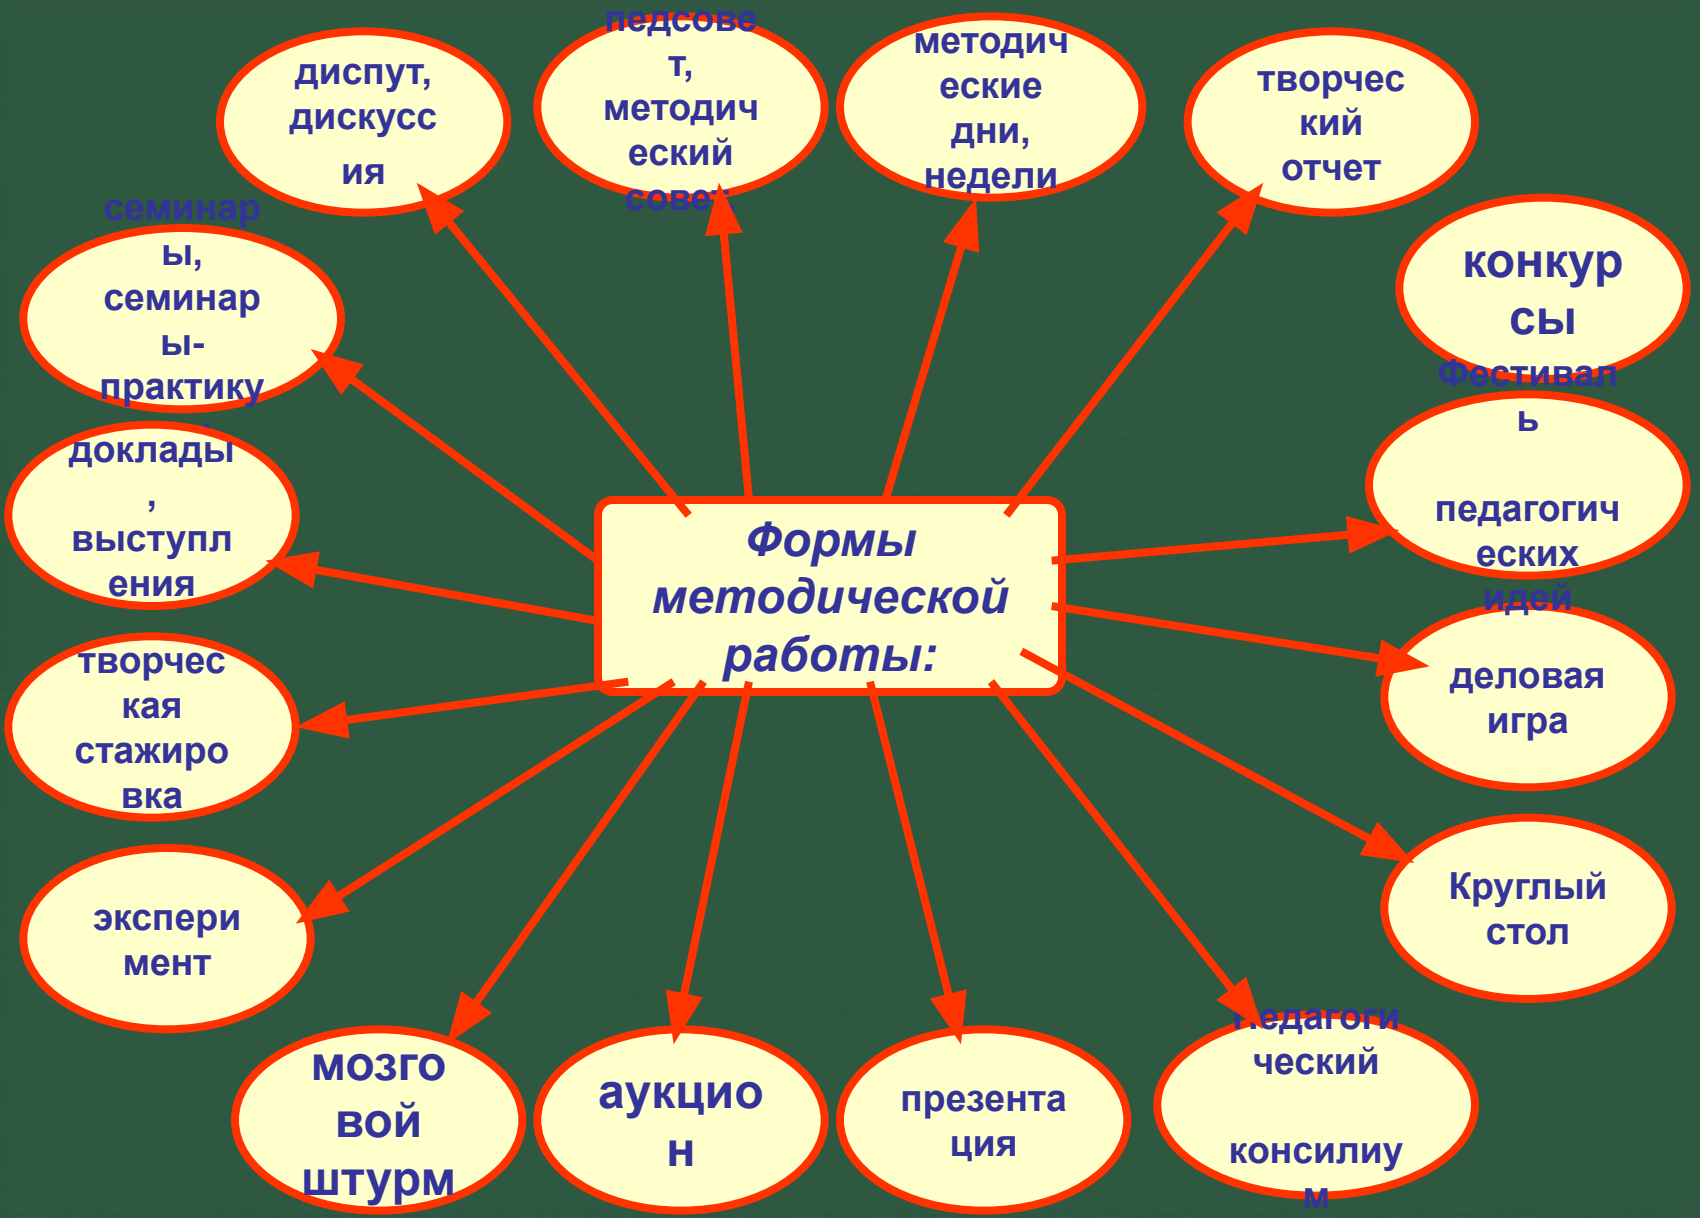 диспут,
дискусс
ия
педсове
т,
методич
еский
совет
методич
еские
дни,
недели
творчес
кий
отчет
семинар
ы,
семинар
ы-
практику
конкур
сы
Фестивал
ь
педагогич
еских
идей
доклады
,
выступл
ения
Формы
методической
работы:
творчес
кая
стажиро
вка
деловая
игра
экспери
мент
Круглый
стол
мозго
вой
штурм
аукцио
н
презента
ция
Педагоги
ческий
консилиу
м